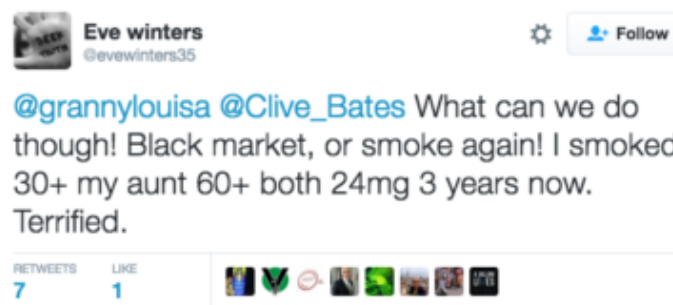 Eve winters
@evewinters35
Follow
@grannylouisa @Clive_Bates What can we do
though! Black market, or smoke again! I smoked
30+ my aunt 60+ both 24mg 3 years now.
Terrified.
RETWEETS LIKE
7 1